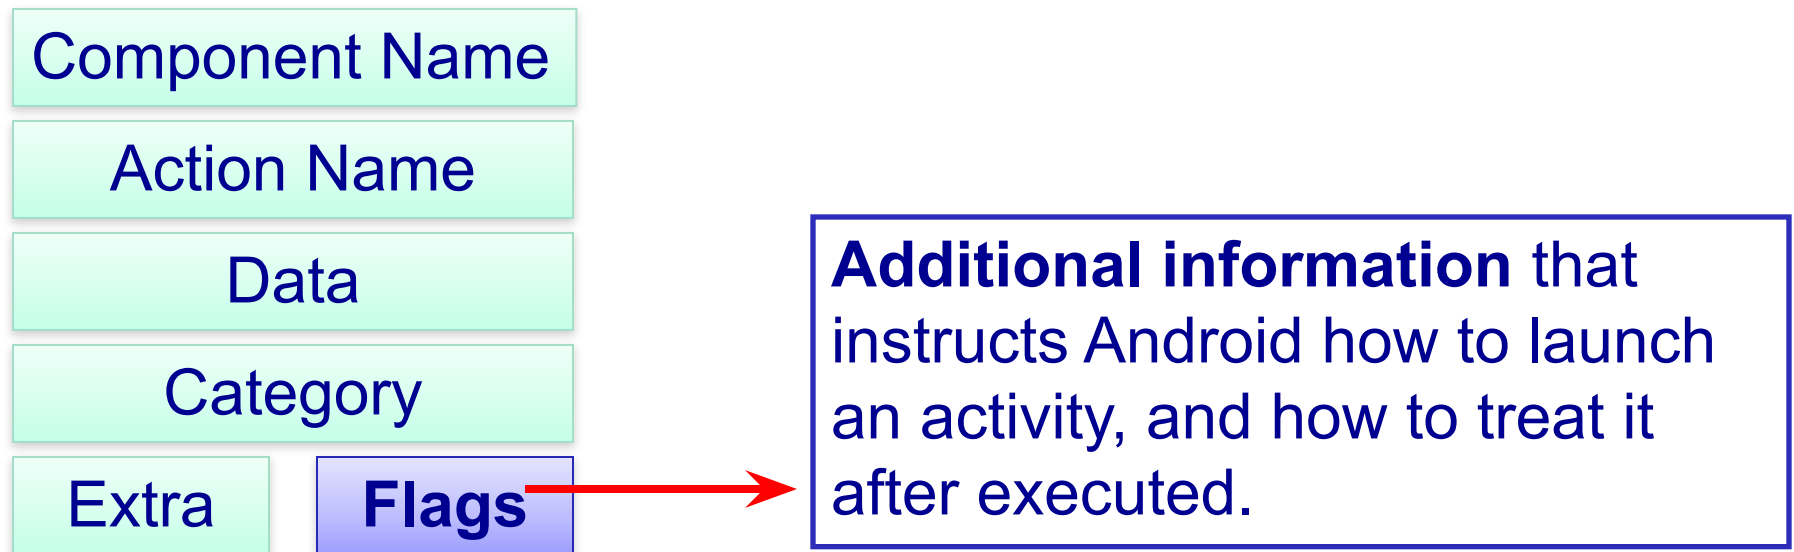 Component Name
Action Name
Data
Category
Extra
Flags
Additional information that
instructs Android how to launch
an activity, and how to treat it
after executed.